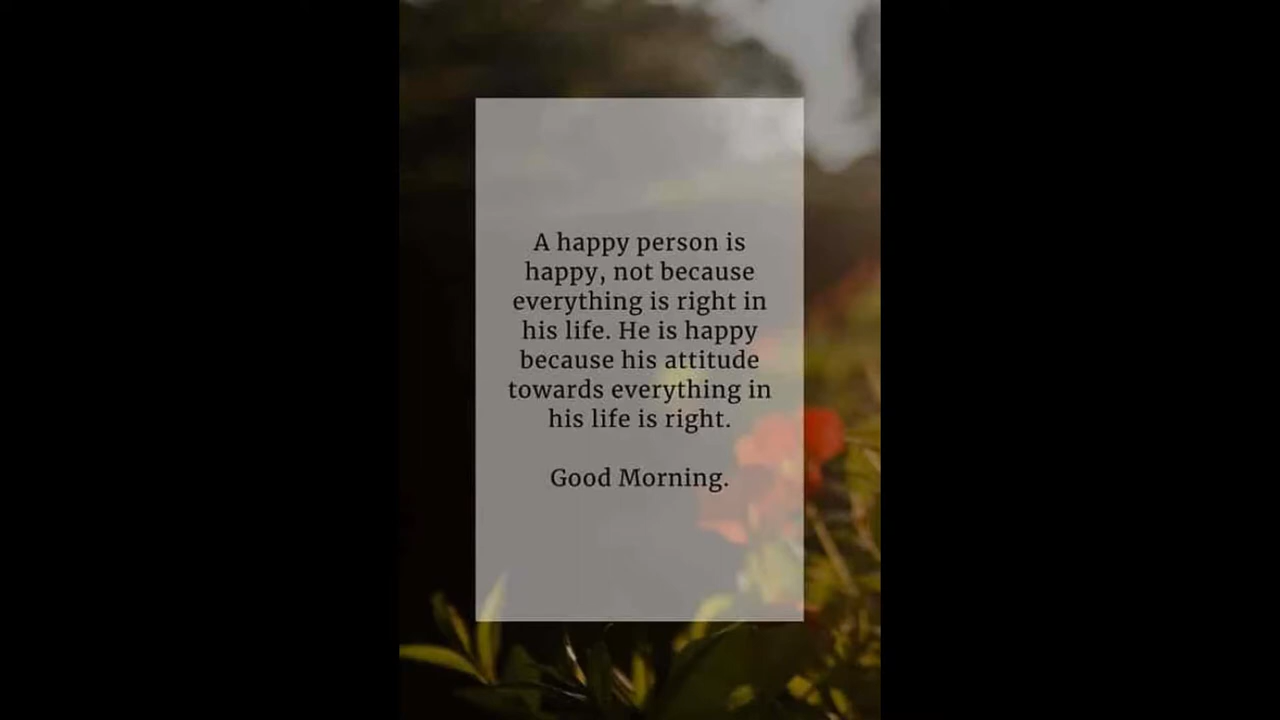 A happy person is
happy, not because
everything is right in
his life. He is happy
because his attitude
towards everything in
his life is right.
Good Morning.